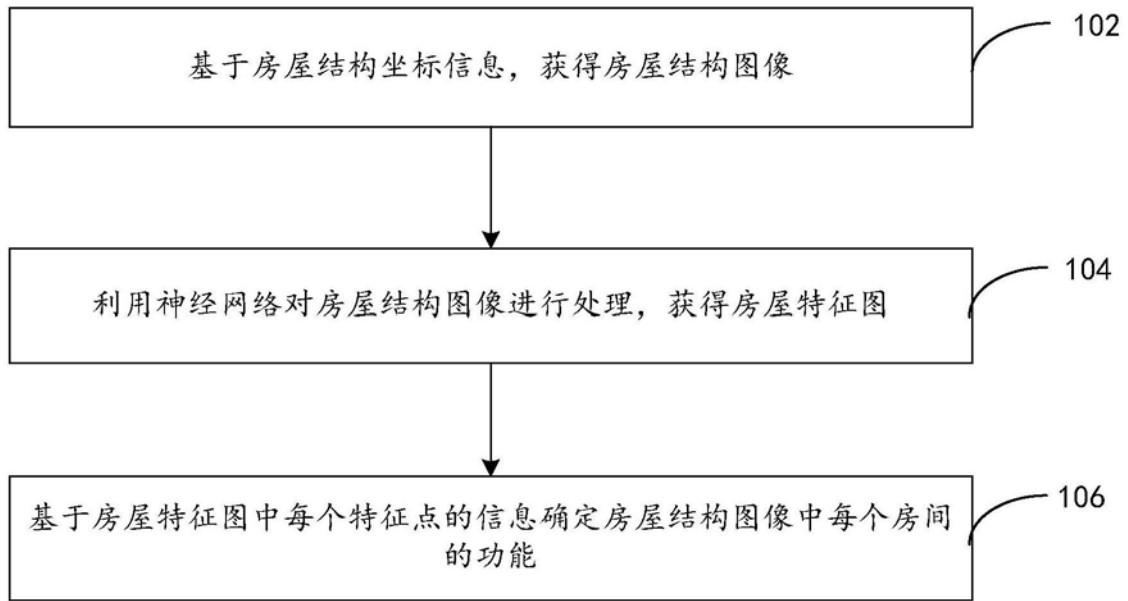 102
基于房屋结构坐标信息，获得房屋结构图像
104
利用神经网络对房屋结构图像进行处理，获得房屋特征图
106
基于房屋特征图中每个特征点的信息确定房屋结构图像中每个房间
的功能